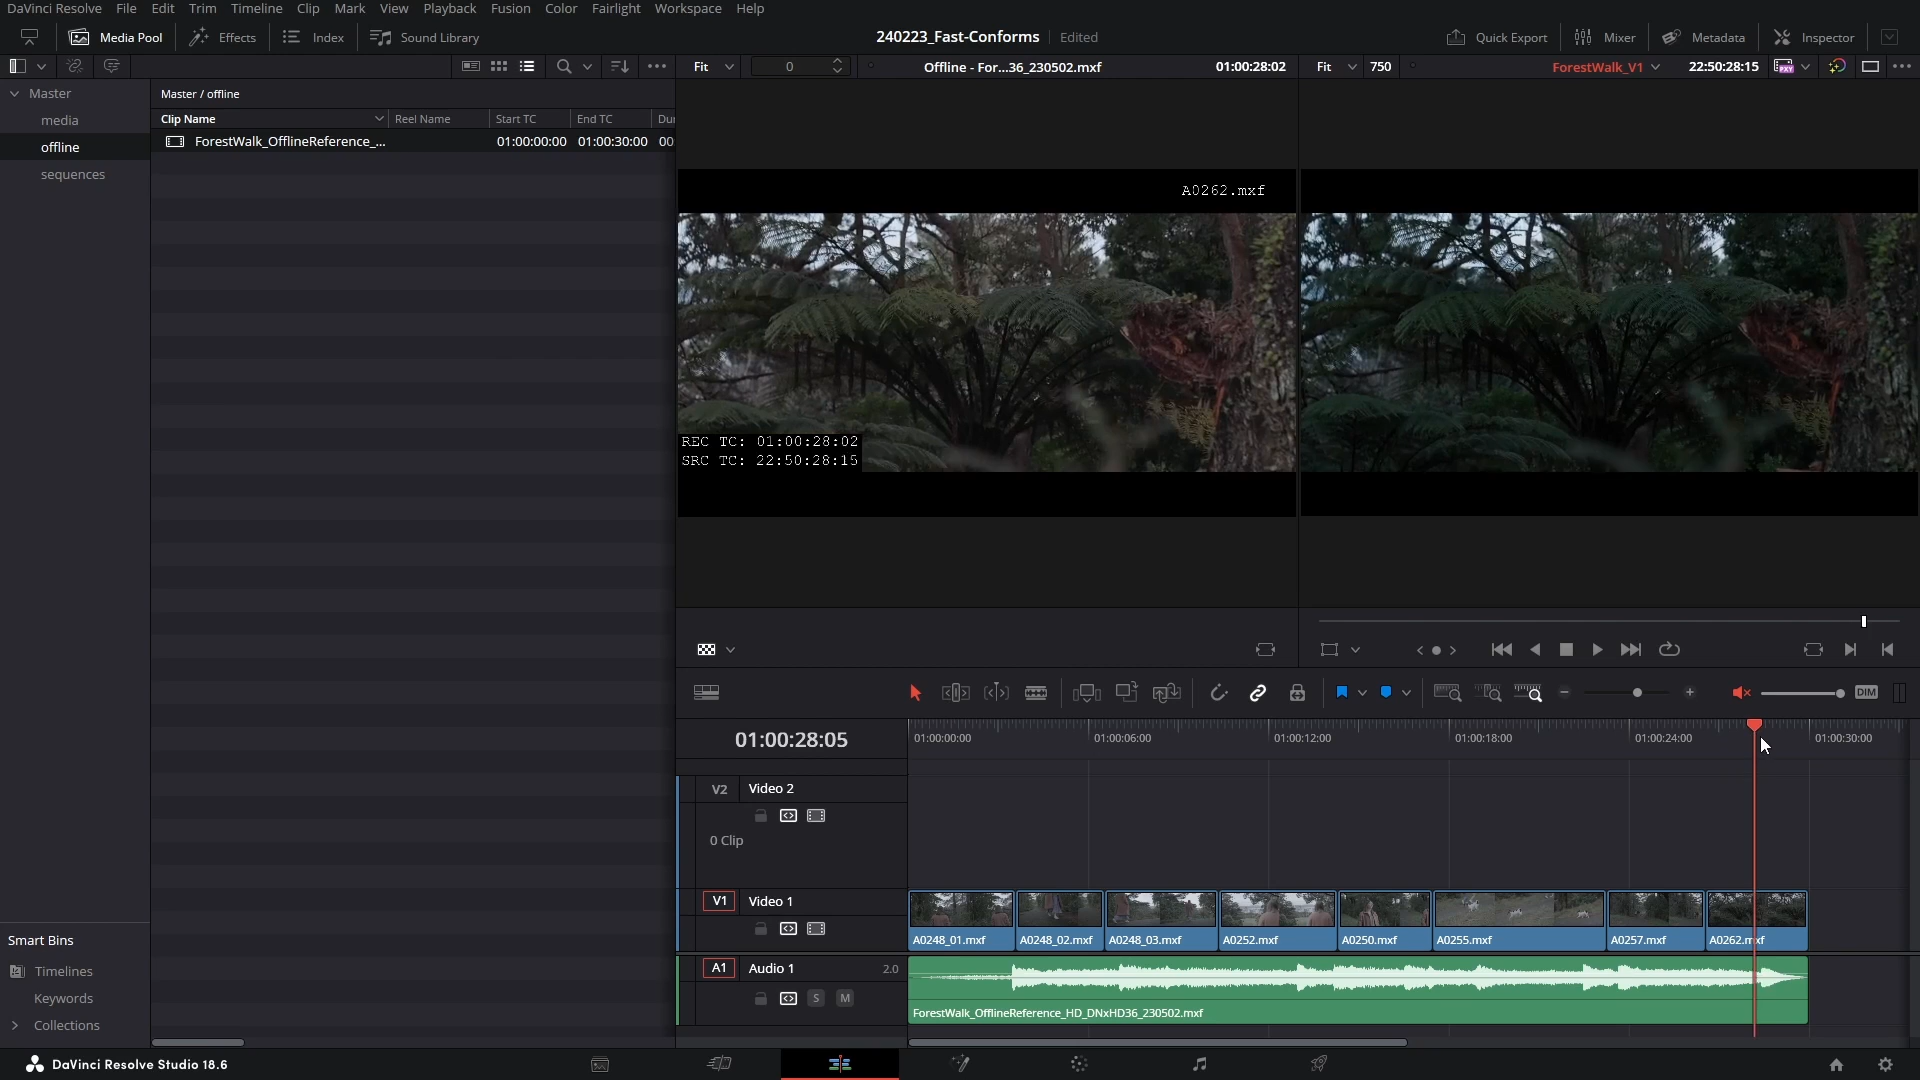 DaVinci Resolve File Edit Trim Timeline Clip Mark View Playback Fusion Color Fairlight Workspace Help
Media Pool Effects Index Sound Library 240223_Fast-Conforms Edited Quick Export Mixer Metadata Inspector
Fit 0 Offline - For...36_230502.mxf 01:00:28:02 Fit 750 ForestWalk_V1 22:50:28:15
Master Master / offline
media Clip Name Reel Name Start TC End TC Dur
offline ForestWalk_OfflineReference_... 01:00:00:00 01:00:30:00 00
sequences
A0262.mxf
REC TC: 01:00:28:02
SRC TC: 22:50:28:15
DIM
01:00:28:05 01:00:00:00 01:00:06:00 01:00:12:00 01:00:18:00 01:00:24:00 01:00:30:00
V2 Video 2
0 Clip
V1 Video 1
A0248_01.mxf A0248_02.mxf A0248_03.mxf A0252.mxf A0250.mxf A0255.mxf A0257.mxf A0262.mxf
A1 Audio 1 2.0
S M
ForestWalk_OfflineReference_HD_DNxHD36_230502.mxf
Smart Bins
Timelines
Keywords
Collections
DaVinci Resolve Studio 18.6